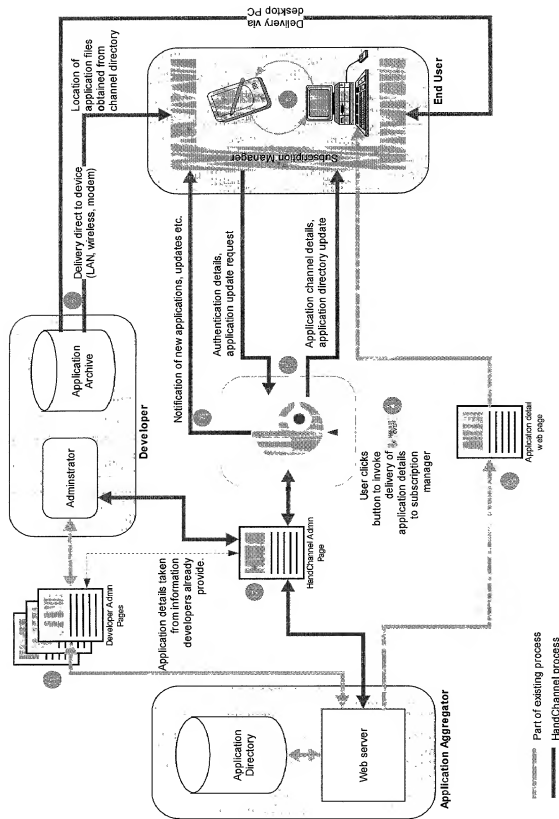 Delivery via
desktop PC
Location of
application files
obtained from
channel directory
Delivery direct to device
(LAN, wireless, modem)
Application
Archive
Adminstrator
Developer
Developer Admn
Pages
Application details taken
from information
developers already
provide.
Notification of new applications, updates etc.
Authentication details,
application update request
Application channel details,
application directory update
Subscription Manager
End User
HandChannel Admn
Page
User clicks
button to invoke
delivery of
application details
to subscription
manager
Application detail
web page
Application
Directory
Web server
Application Aggregator
Part of existing process
HandChannel process